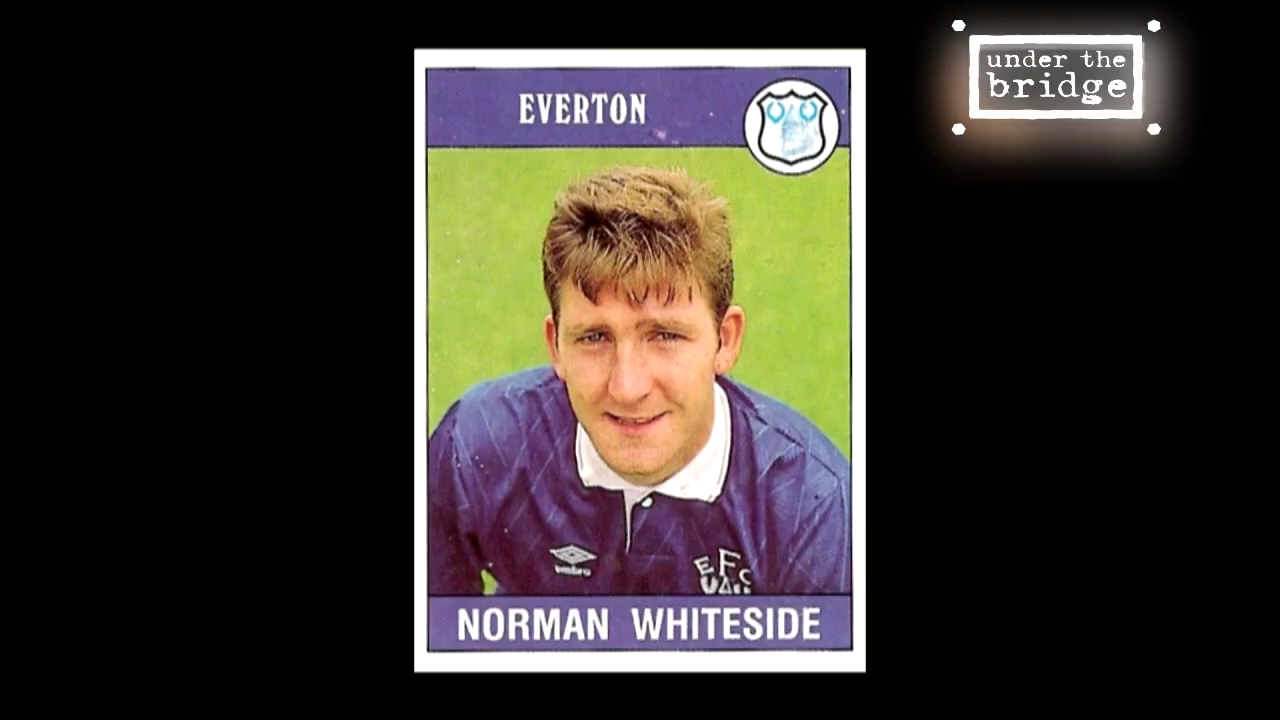 under the
bridge
EVERTON
umbro
EFC
NORMAN WHITESIDE